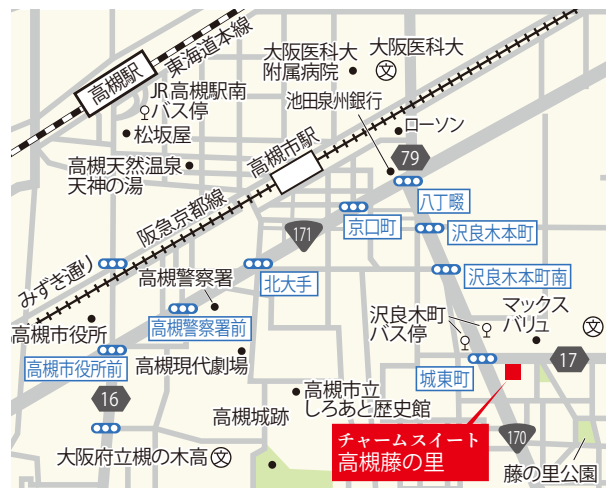 東海道本線
高槻駅
大阪医科大
附属病院
大阪医科大
文
JR高槻駅南
バス停
池田泉州銀行
ローソン
松坂屋
高槻市駅
79
高槻天然温泉
天神の湯
八丁畷
阪急京都線
京口町
171
沢良木本町
みずき通り
北大手
沢良木本町南
高槻警察署
マックス
バリュ
文
沢良木町
バス停
高槻市役所
高槻警察署前
高槻市役所前
高槻現代劇場
城東町
17
16
高槻市立
しろあと歴史館
高槻城跡
チャームスイート
高槻藤の里
170
大阪府立槻の木高
文
藤の里公園